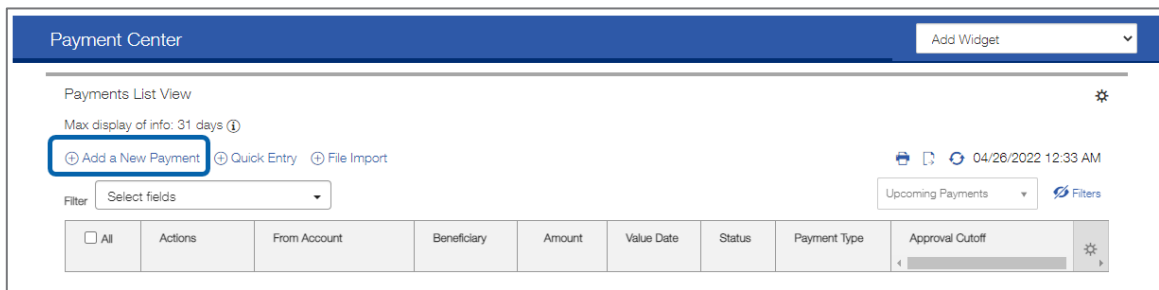 Payment Center
Add Widget
Payments List View
Max display of info: 31 days
Add a New Payment Quick Entry File Import
04/26/2022 12:33 AM
Filter Select fields
Upcoming Payments
Filters
All Actions From Account Beneficiary Amount Value Date Status Payment Type Approval Cutoff